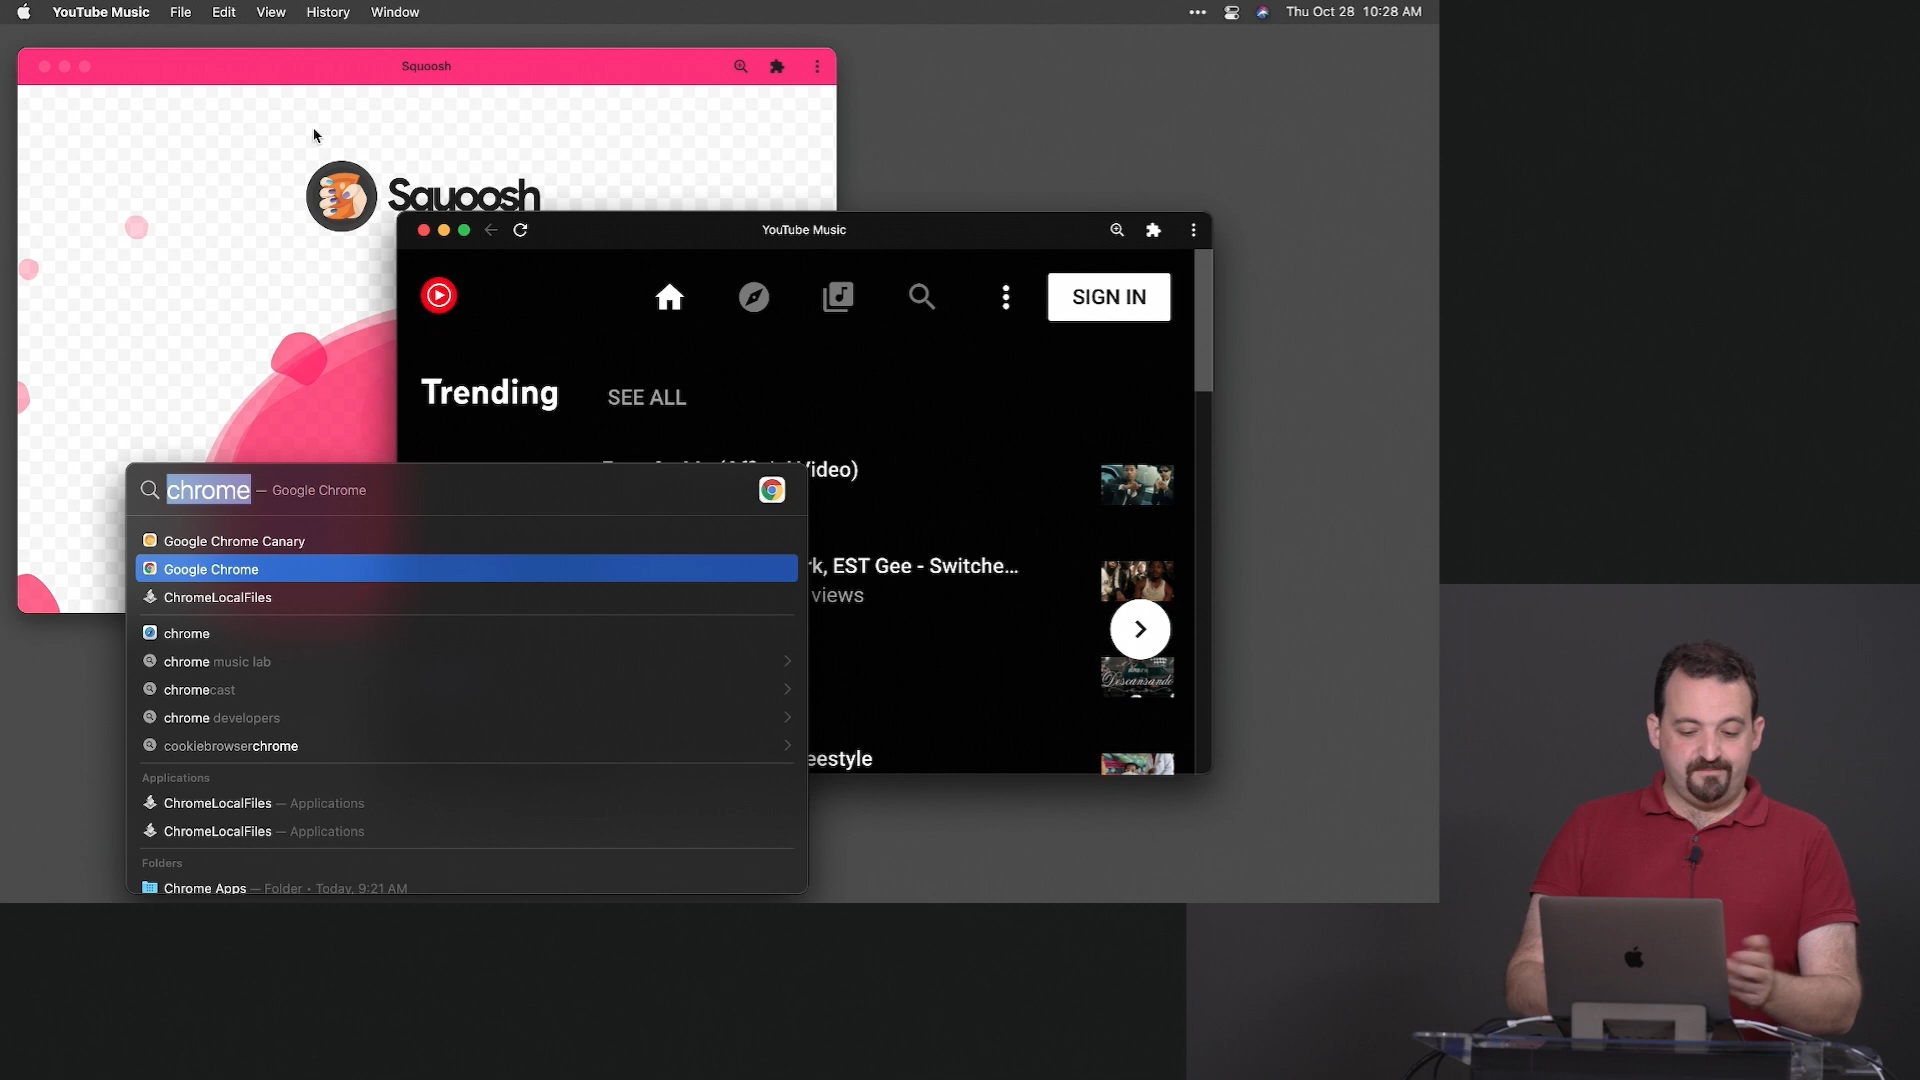 YouTube Music File Edit View History Window
Thu Oct 28 10:28 AM
Squoosh
Squoosh
YouTube Music
SIGN IN
Trending SEE ALL
(Official Video)
k, EST Gee - Switche...
views
Descansando
eestyle
chrome — Google Chrome
Google Chrome Canary
Google Chrome
ChromeLocalFiles
chrome
chrome music lab
chromecast
chrome developers
cookiebrowserchrome
Applications
ChromeLocalFiles — Applications
ChromeLocalFiles — Applications
Folders
Chrome Apps — Folder • Today, 9:21 AM